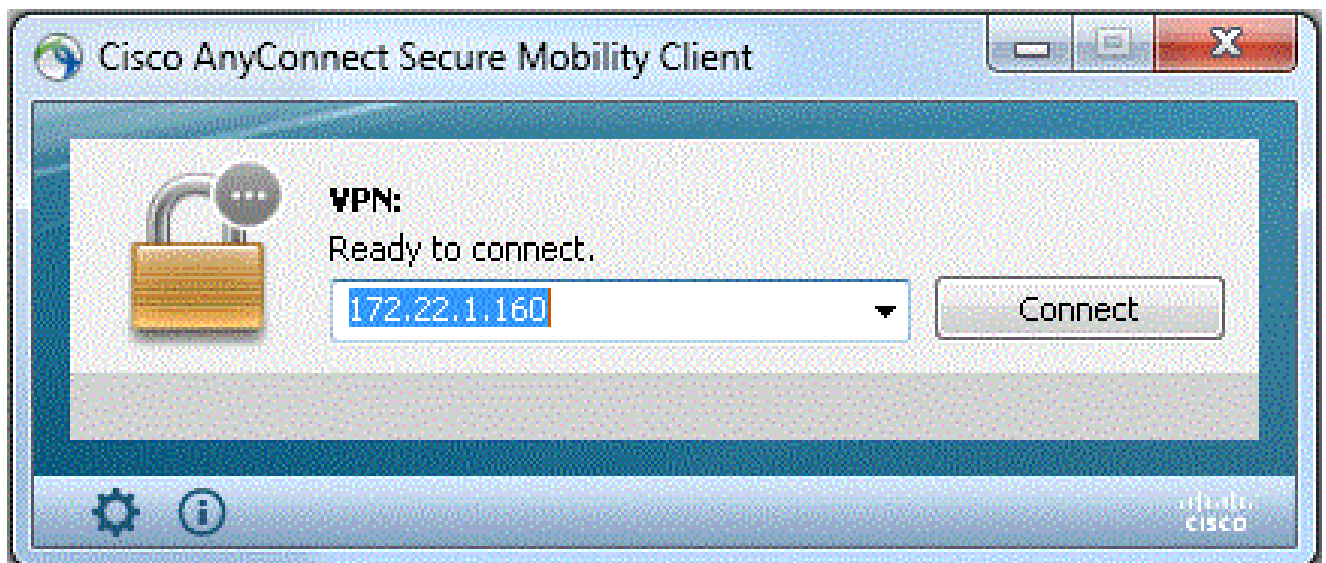 Cisco AnyConnect Secure Mobility Client
VPN:
Ready to connect.
172.22.1.160
Connect
CISCO